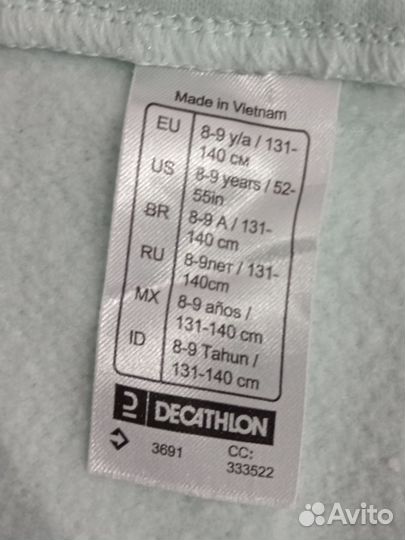 Made in Vietnam
EU 8-9 y/a / 131-
140 см
US 8-9 years / 52-
55in
BR 8-9 A / 131-
140 cm
RU 8-9лет / 131-
140cm
MX 8-9 años /
131-140 cm
ID 8-9 Tahun /
131-140 cm
DECATHLON
3691 CC:
333522
Avito